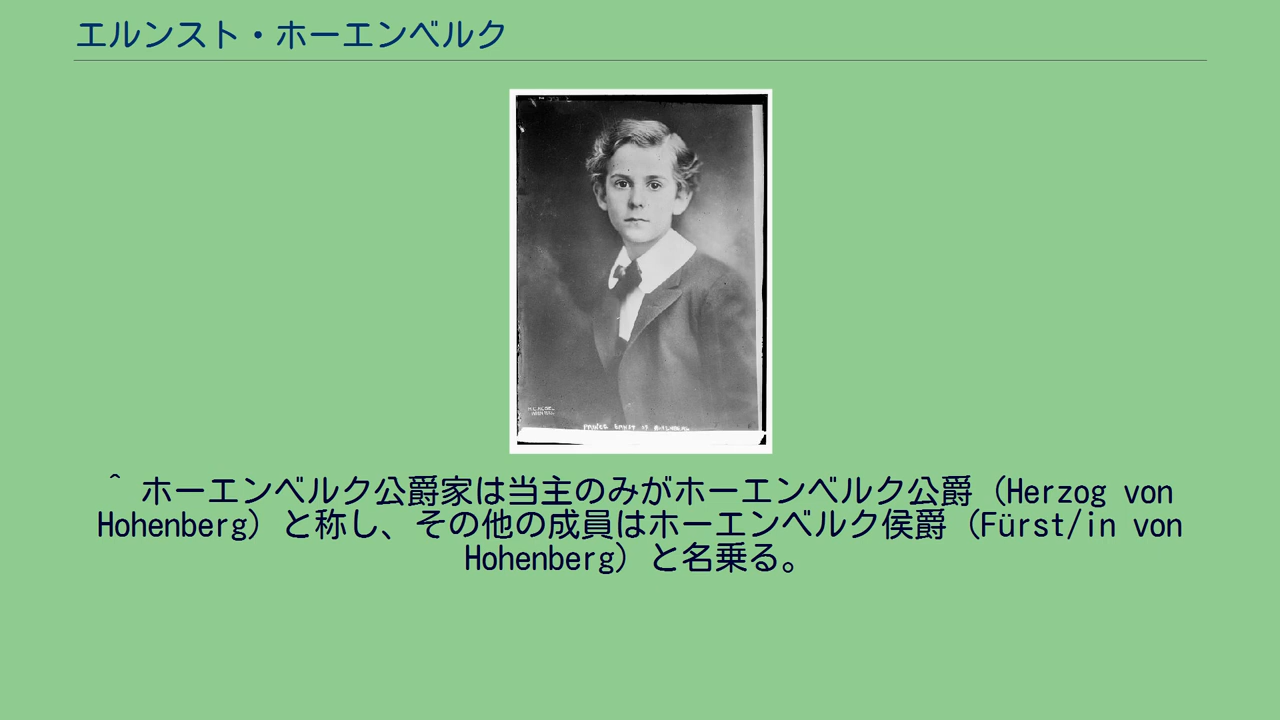 エルンスト・ホーエンベルク
PRINCE ERNST OF
^ ホーエンベルク公爵家は当主のみがホーエンベルク公爵（Herzog von
Hohenberg）と称し、その他の成員はホーエンベルク侯爵（Fürst/in von
Hohenberg）と名乗る。